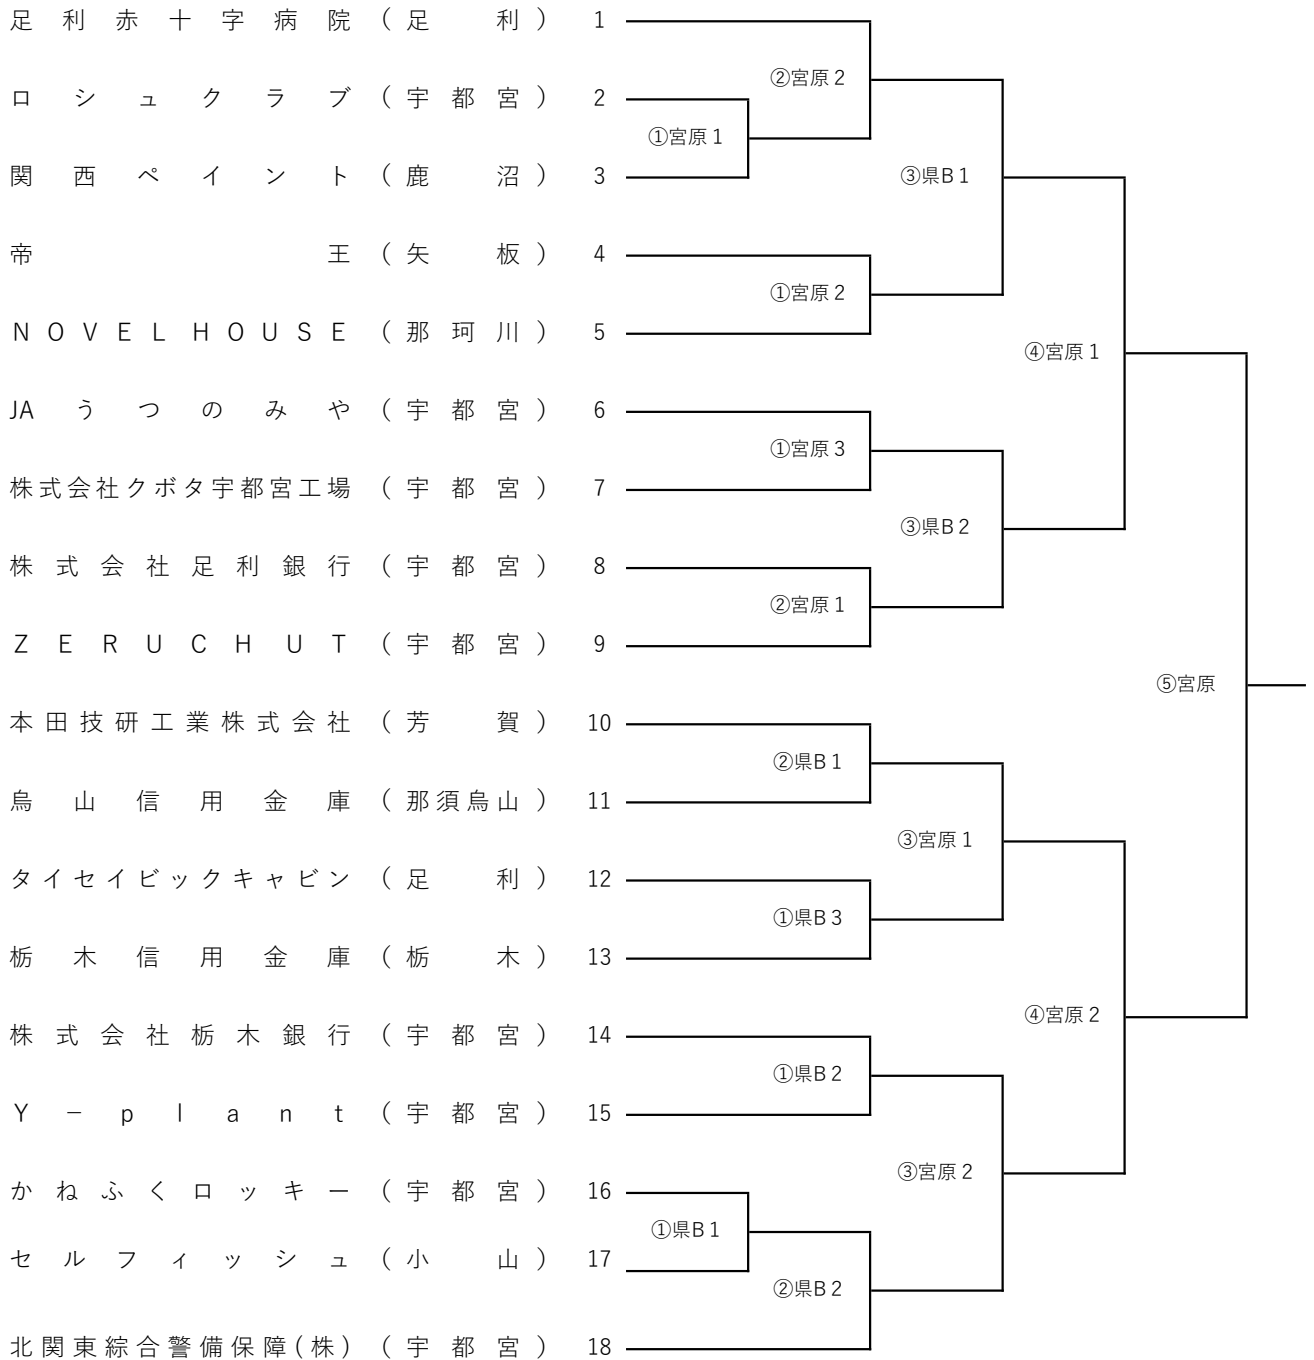 足利赤十字病院（足利） 1
②宮原２
ロシュクラブ（宇都宮） 2
①宮原１
関西ペイント（鹿沼） 3
③県Ｂ１
帝王（矢板） 4
①宮原２
ＮＯＶＥＬＨＯＵＳＥ（那珂川） 5
④宮原１
JAうつのみや（宇都宮） 6
①宮原３
株式会社クボタ宇都宮工場（宇都宮） 7
③県Ｂ２
株式会社足利銀行（宇都宮） 8
②宮原１
ＺＥＲＵＣＨＵＴ（宇都宮） 9
⑤宮原
本田技研工業株式会社（芳賀） 10
②県Ｂ１
烏山信用金庫（那須烏山） 11
③宮原１
タイセイビックキャビン（足利） 12
①県Ｂ３
栃木信用金庫（栃木） 13
④宮原２
株式会社栃木銀行（宇都宮） 14
①県Ｂ２
Ｙ－ｐｌａｎｔ（宇都宮） 15
③宮原２
かねふくロッキー（宇都宮） 16
①県Ｂ１
セルフィッシュ（小山） 17
②県Ｂ２
北関東綜合警備保障(株)（宇都宮） 18